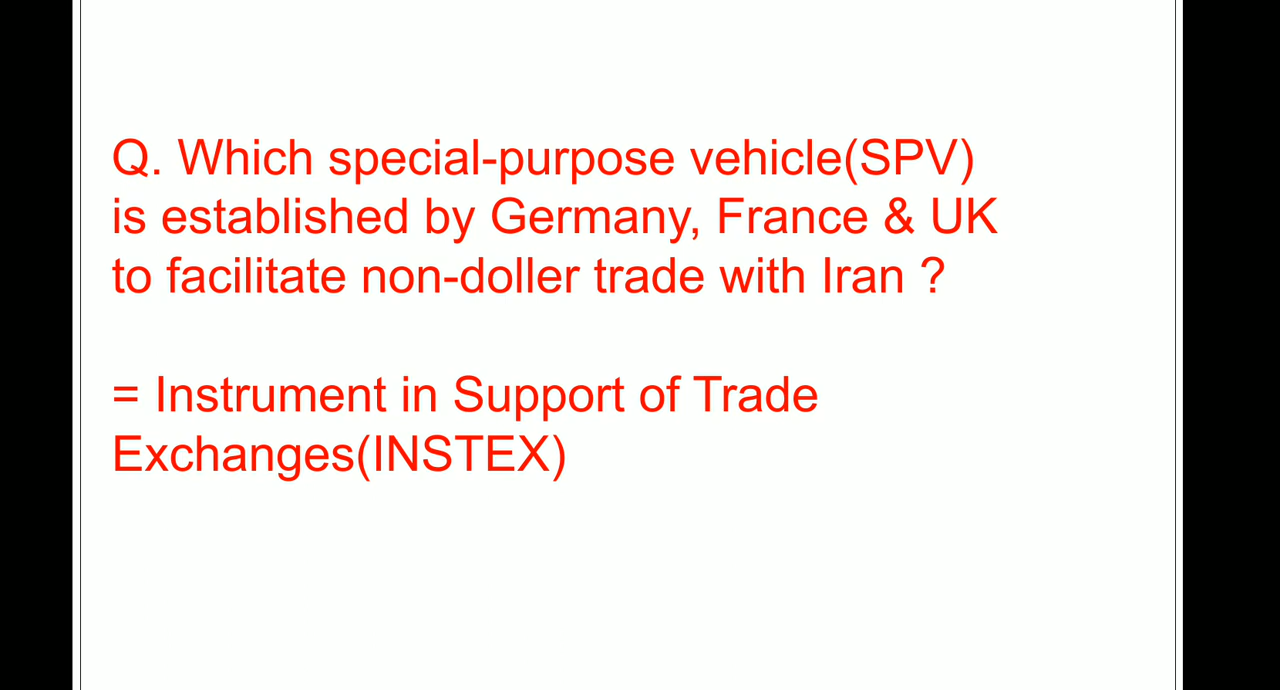 Q. Which special-purpose vehicle(SPV)
is established by Germany, France & UK
to facilitate non-doller trade with Iran ?
= Instrument in Support of Trade
Exchanges(INSTEX)